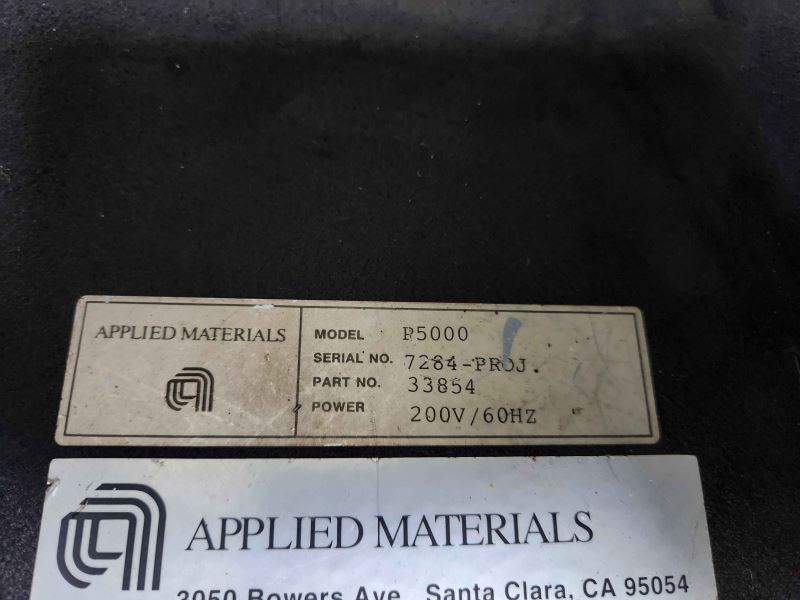 APPLIED MATERIALS
MODEL P5000
SERIAL NO. 7284-PROJ.
PART NO. 33854
POWER 200V/60HZ
APPLIED MATERIALS
3050 Bowers Ave. Santa Clara, CA 95054